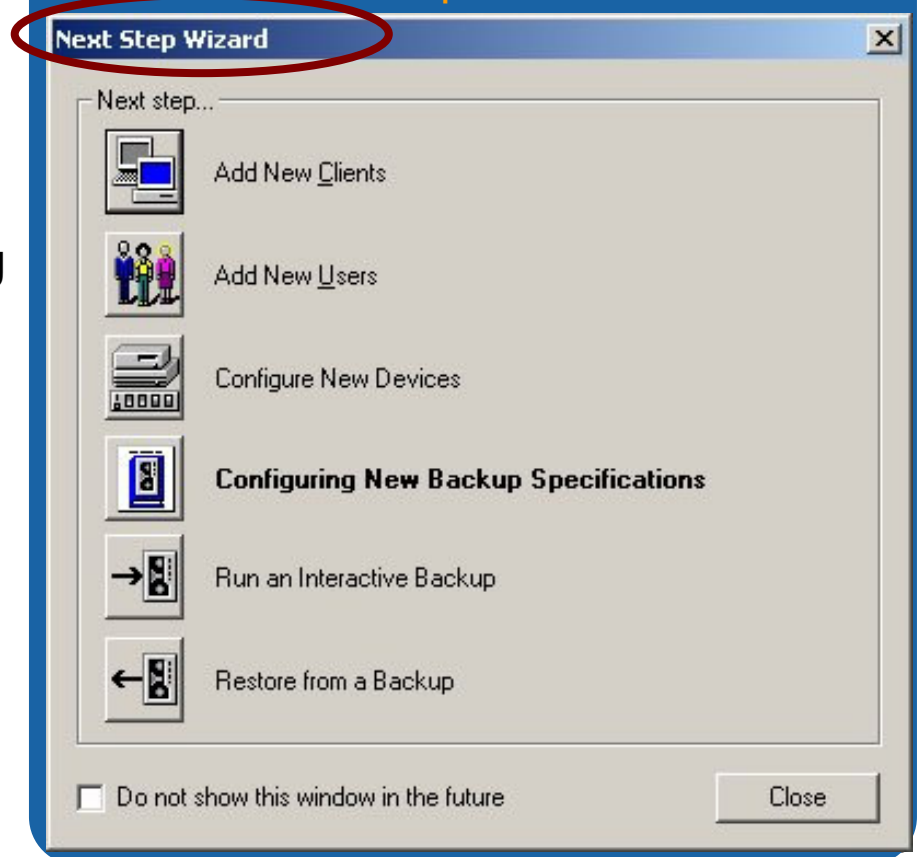 Next Step Wizard
Next step...
Add New Clients
Add New Users
Configure New Devices
Configuring New Backup Specifications
Run an Interactive Backup
Restore from a Backup
Do not show this window in the future
Close